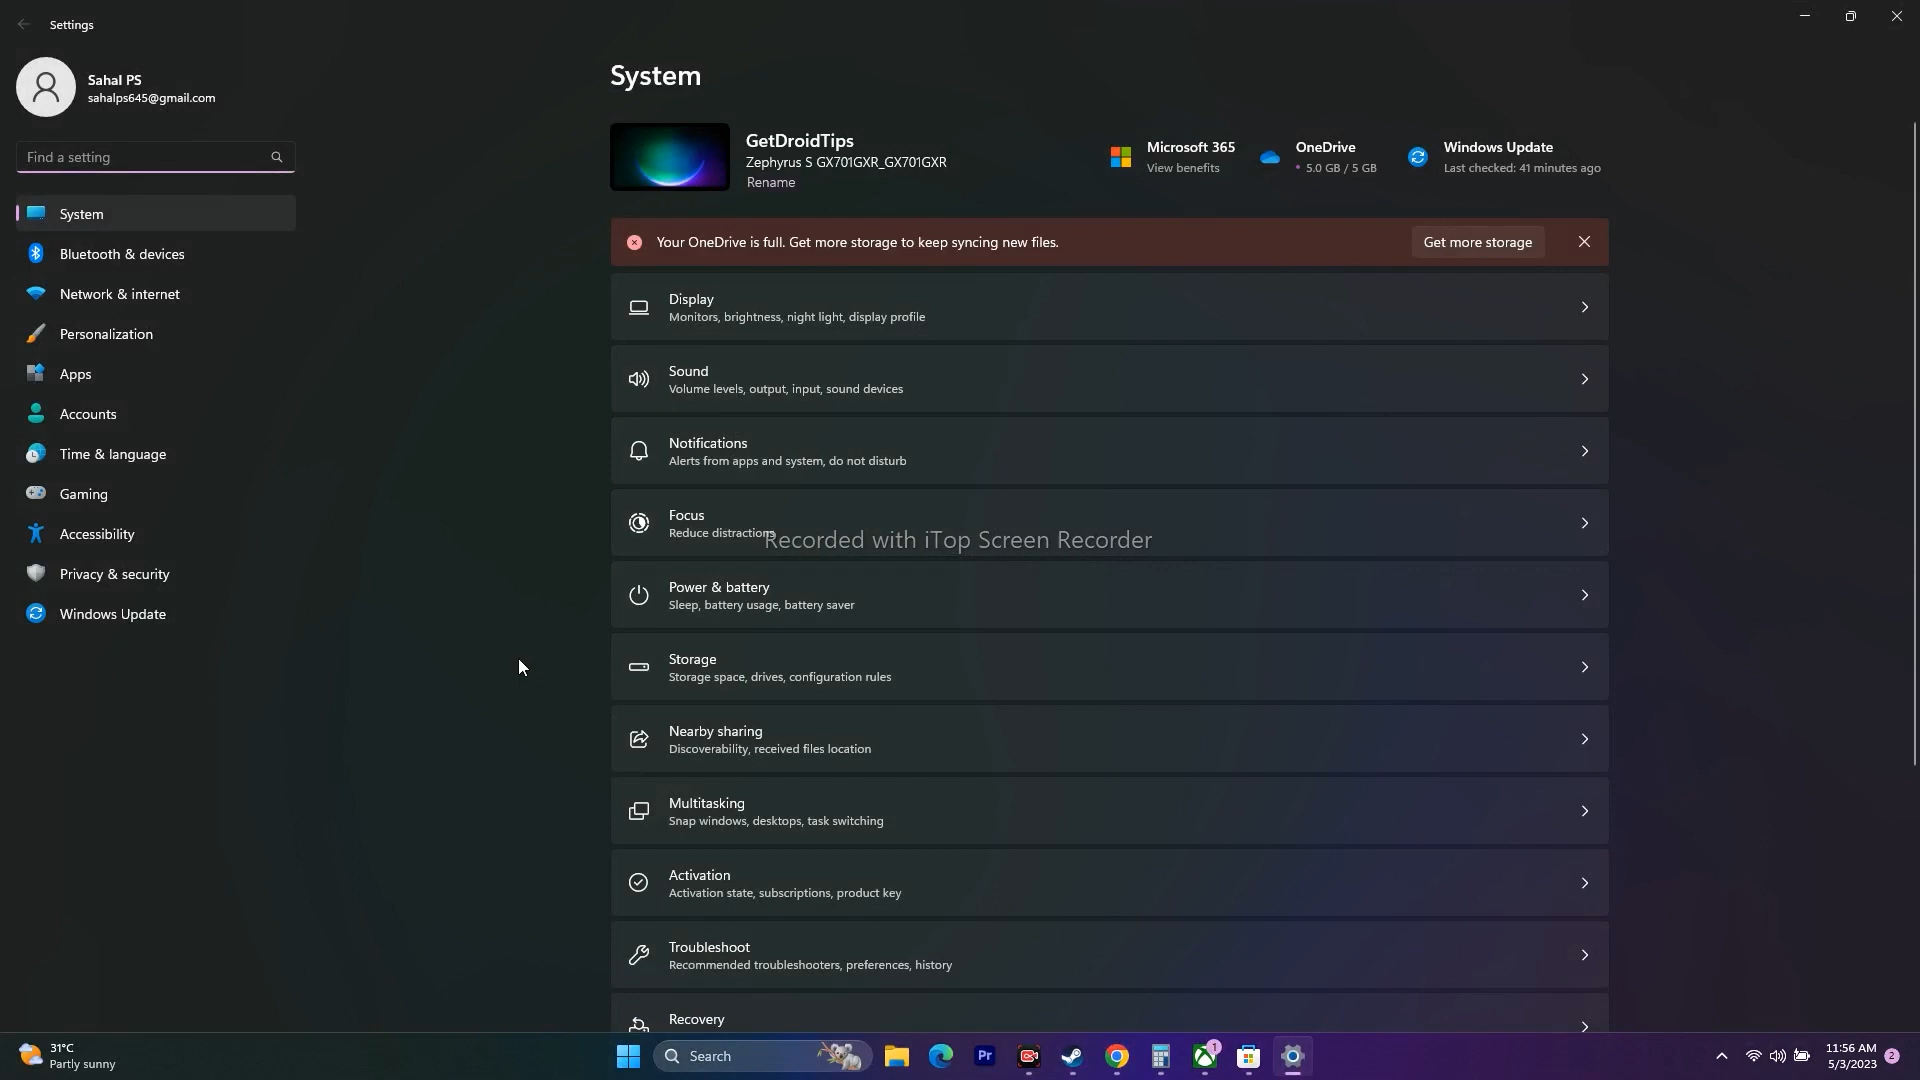 Settings
Sahal PS
sahalps645@gmail.com
Find a setting
System
Bluetooth & devices
Network & internet
Personalization
Apps
Accounts
Time & language
Gaming
Accessibility
Privacy & security
Windows Update
System
GetDroidTips
Zephyrus S GX701GXR_GX701GXR
Rename
Microsoft 365
View benefits
OneDrive
• 5.0 GB / 5 GB
Windows Update
Last checked: 41 minutes ago
Your OneDrive is full. Get more storage to keep syncing new files.
Get more storage
Display
Monitors, brightness, night light, display profile
Sound
Volume levels, output, input, sound devices
Notifications
Alerts from apps and system, do not disturb
Focus
Reduce distractions
Recorded with iTop Screen Recorder
Power & battery
Sleep, battery usage, battery saver
Storage
Storage space, drives, configuration rules
Nearby sharing
Discoverability, received files location
Multitasking
Snap windows, desktops, task switching
Activation
Activation state, subscriptions, product key
Troubleshoot
Recommended troubleshooters, preferences, history
Recovery
31°C
Partly sunny
Search
Pr
1
11:56 AM
5/3/2023
2